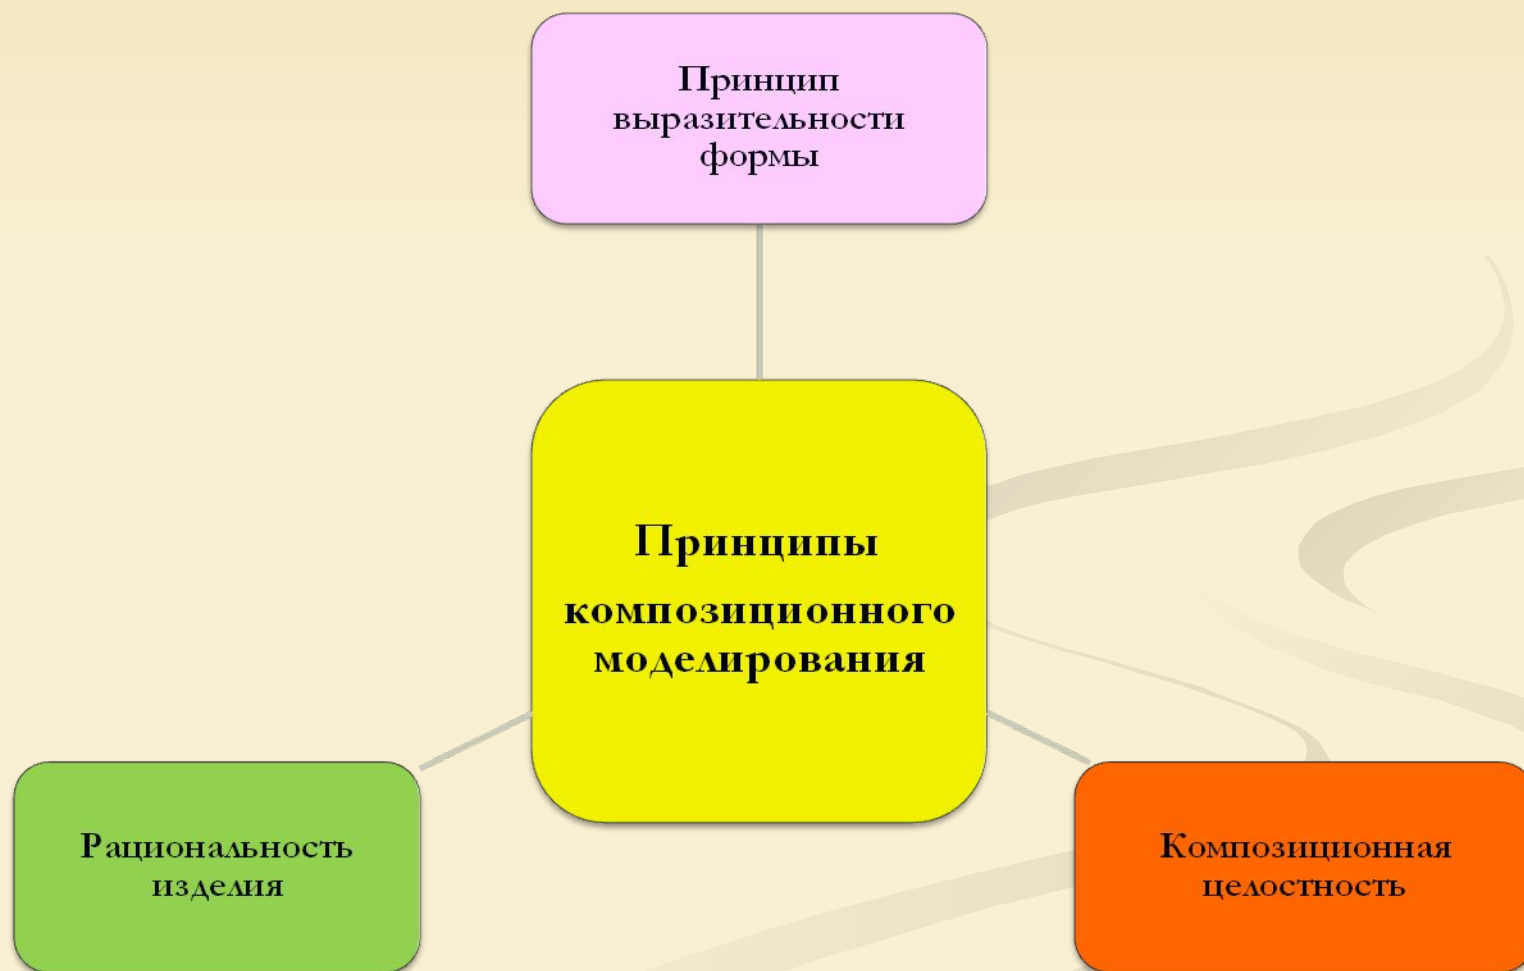 Принцип
выразительности
формы
Принципы
композиционного
моделирования
Рациональность
изделия
Композиционная
целостность